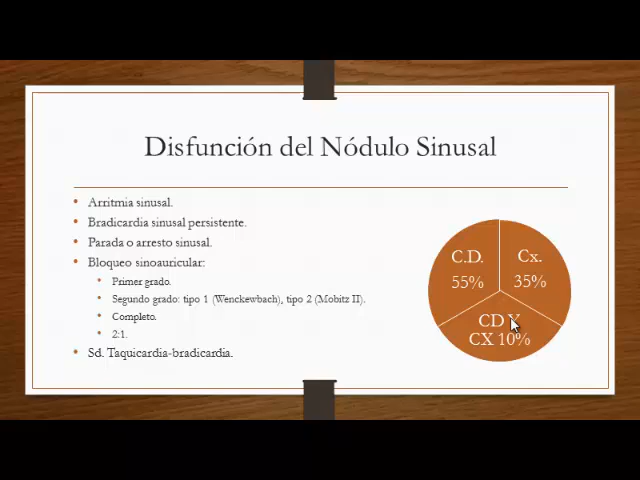 Disfunción del Nódulo Sinusal
Arritmia sinusal.
Bradicardia sinusal persistente.
Parada o arresto sinusal.
Bloqueo sinoauricular:
Primer grado.
Segundo grado: tipo 1 (Wenckewbach), tipo 2 (Mobitz II).
Completo.
2:1.
Sd. Taquicardia-bradicardia.
C.D.
55%
Cx.
35%
CD Y
CX 10%